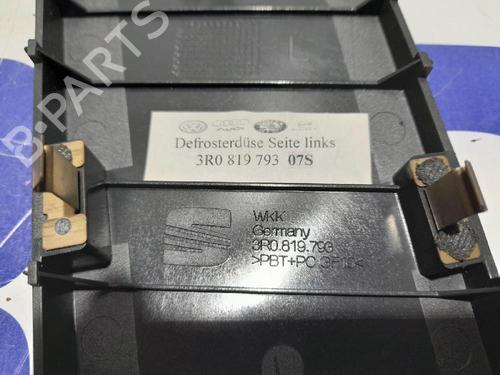 B-PARTS
Defrosterdüse Seite links
3R0 819 793 07S
WKK
Germany
3R0.819.793
>PBT+PC GF10<